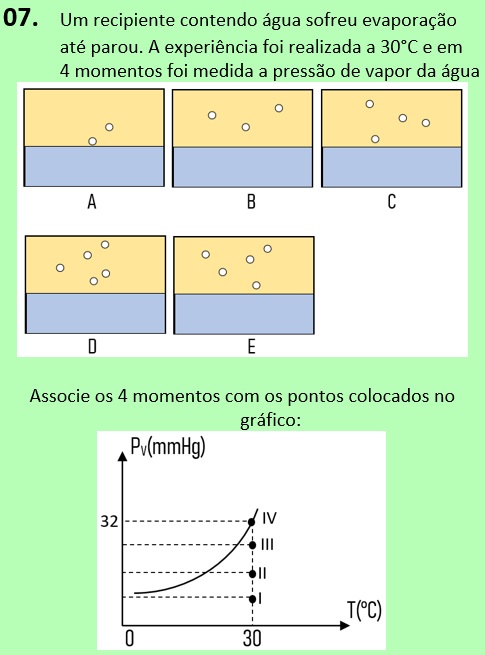 07. Um recipiente contendo água sofreu evaporação
até parou. A experiência foi realizada a 30°C e em
4 momentos foi medida a pressão de vapor da água
A B C
D E
Associe os 4 momentos com os pontos colocados no
gráfico:
Pv(mmHg)
32
IV
III
II
I
T(ºC)
0 30